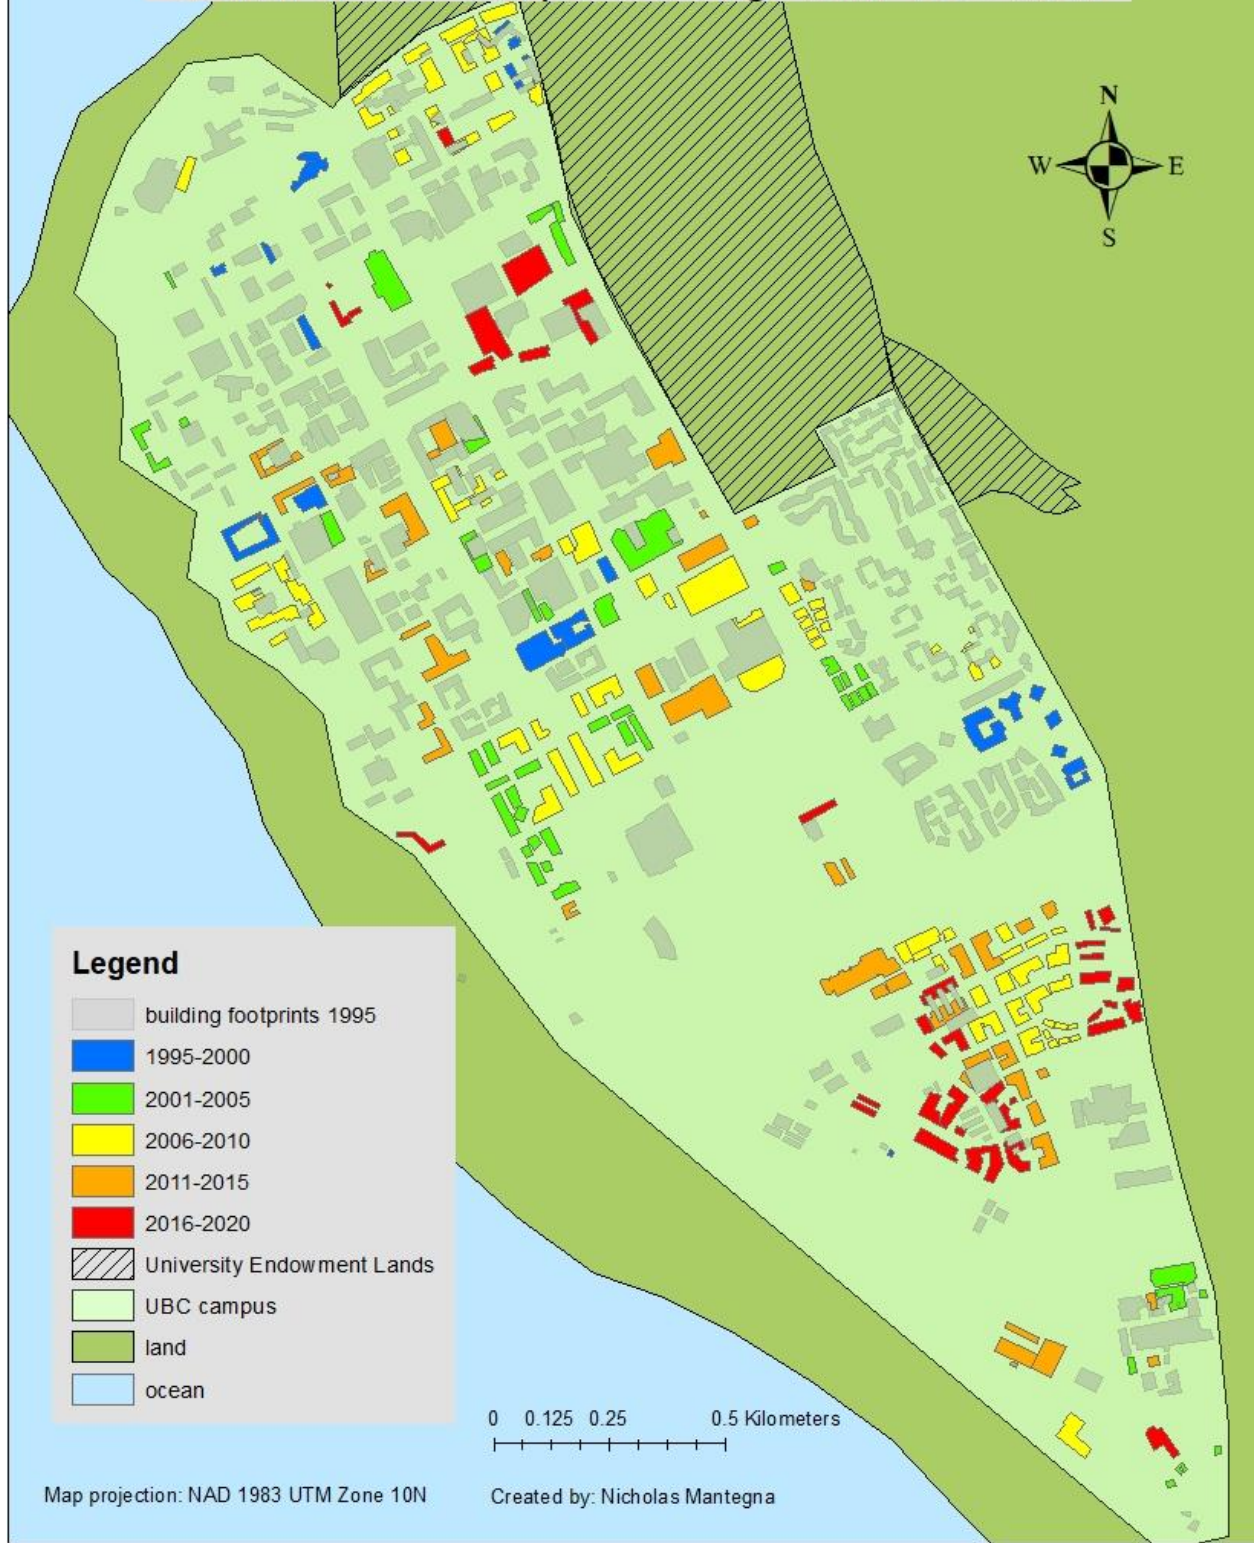 N
W E
S
Legend
building footprints 1995
1995-2000
2001-2005
2006-2010
2011-2015
2016-2020
University Endowment Lands
UBC campus
land
ocean
0 0.125 0.25 0.5 Kilometers
Map projection: NAD 1983 UTM Zone 10N
Created by: Nicholas Mantegna